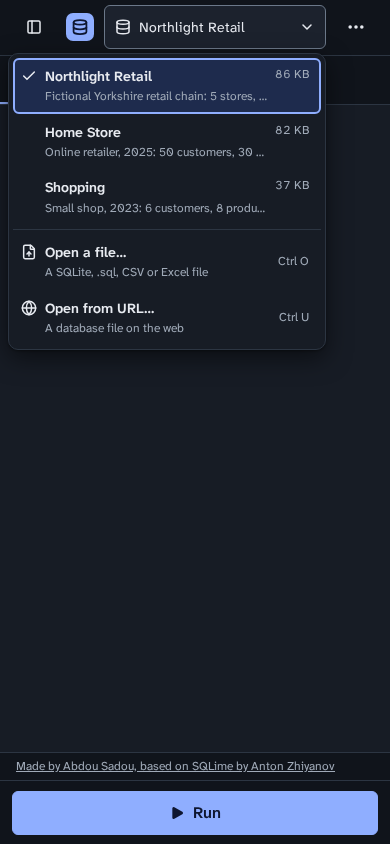 Northlight Retail
Northlight Retail 86 KB
Fictional Yorkshire retail chain: 5 stores, ...
Home Store 82 KB
Online retailer, 2025: 50 customers, 30 ...
Shopping 37 KB
Small shop, 2023: 6 customers, 8 produ...
Open a file... Ctrl O
A SQLite, .sql, CSV or Excel file
Open from URL... Ctrl U
A database file on the web
Made by Abdou Sadou, based on SQLime by Anton Zhiyanov
Run